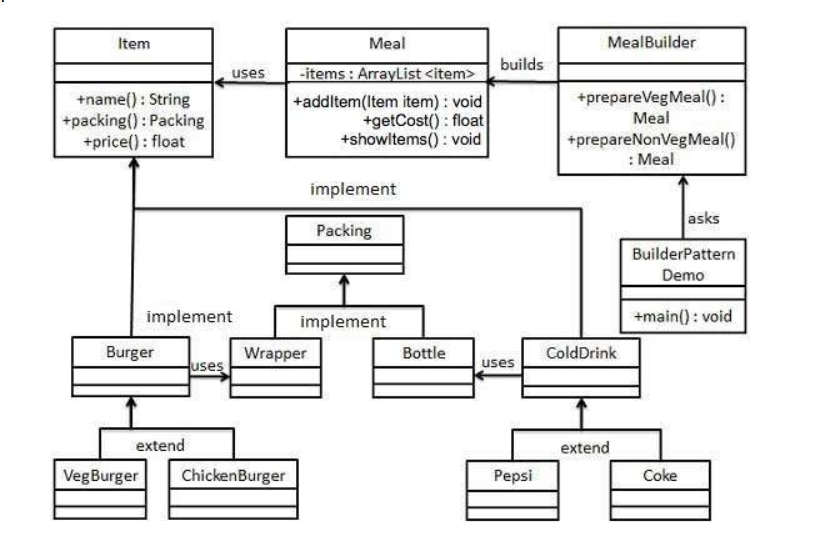 Item
+name() : String
+packing() : Packing
+price() : float
uses
Meal
-items : ArrayList <item>
+addItem(Item item) : void
+getCost() : float
+showItems() : void
builds
MealBuilder
+prepareVegMeal() :
Meal
+prepareNonVegMeal()
: Meal
asks
BuilderPattern
Demo
+main() : void
implement
Packing
implement
implement
Burger
uses
Wrapper
Bottle
uses
ColdDrink
extend
VegBurger
ChickenBurger
extend
Pepsi
Coke